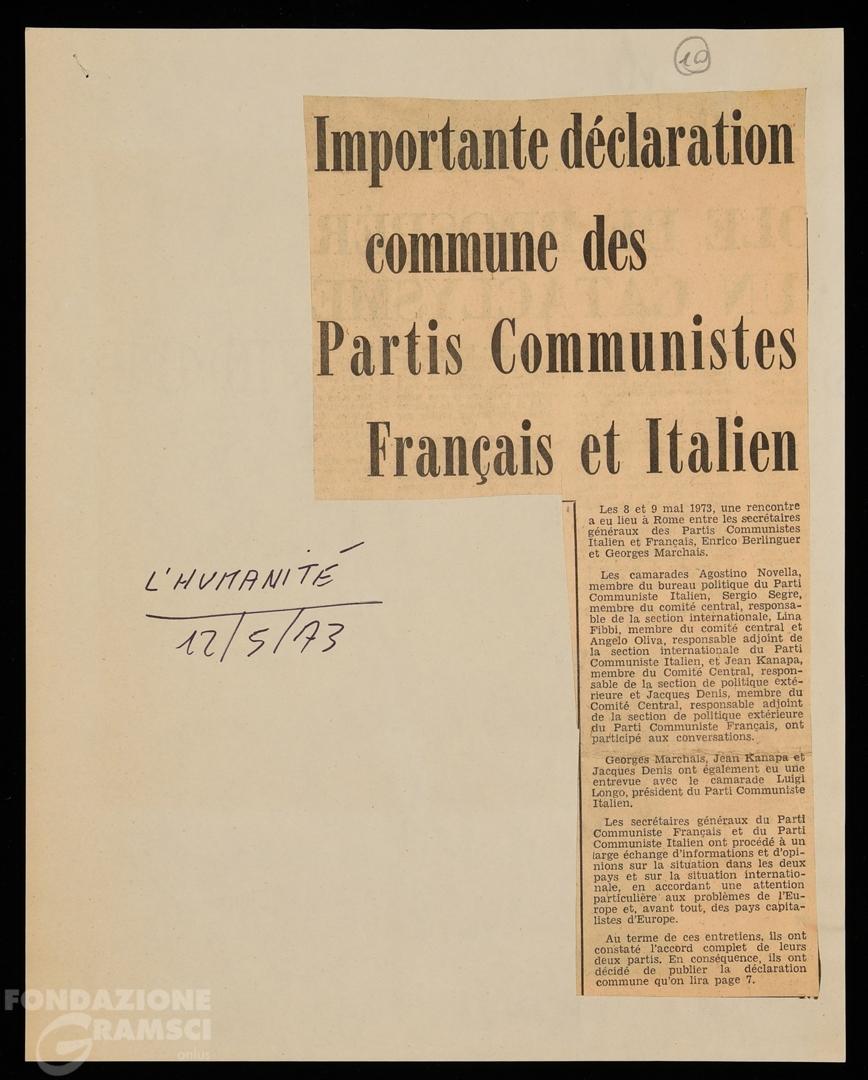 10
Importante déclaration
commune des
Partis Communistes
Français et Italien
Les 8 et 9 mai 1973, une rencontre
a eu lieu à Rome entre les secrétaires
généraux des Partis Communistes
Italien et Français, Enrico Berlinguer
et Georges Marchais.
Les camarades Agostino Novella,
membre du bureau politique du Parti
Communiste Italien, Sergio Segre,
membre du comité central, responsa-
ble de la section internationale, Lina
Fibbi, membre du comité central et
Angelo Oliva, responsable adjoint de
la section internationale du Parti
Communiste Italien, et Jean Kanapa,
membre du Comité Central, respon-
sable de la section de politique exté-
rieure et Jacques Denis, membre du
Comité Central, responsable adjoint
de la section de politique extérieure
du Parti Communiste Français, ont
participé aux conversations.
Georges Marchais, Jean Kanapa et
Jacques Denis ont également eu une
entrevue avec le camarade Luigi
Longo, président du Parti Communiste
Italien.
Les secrétaires généraux du Parti
Communiste Français et du Parti
Communiste Italien ont procédé à un
large échange d'informations et d'opi-
nions sur la situation dans les deux
pays et sur la situation internatio-
nale, en accordant une attention
particulière aux problèmes de l'Eu-
rope et, avant tout, des pays capita-
listes d'Europe.
Au terme de ces entretiens, ils ont
constaté l'accord complet de leurs
deux partis. En conséquence, ils ont
décidé de publier la déclaration
commune qu'on lira page 7.
L'HUMANITÉ
12/5/73
FONDAZIONE
GRAMSCI
onlus